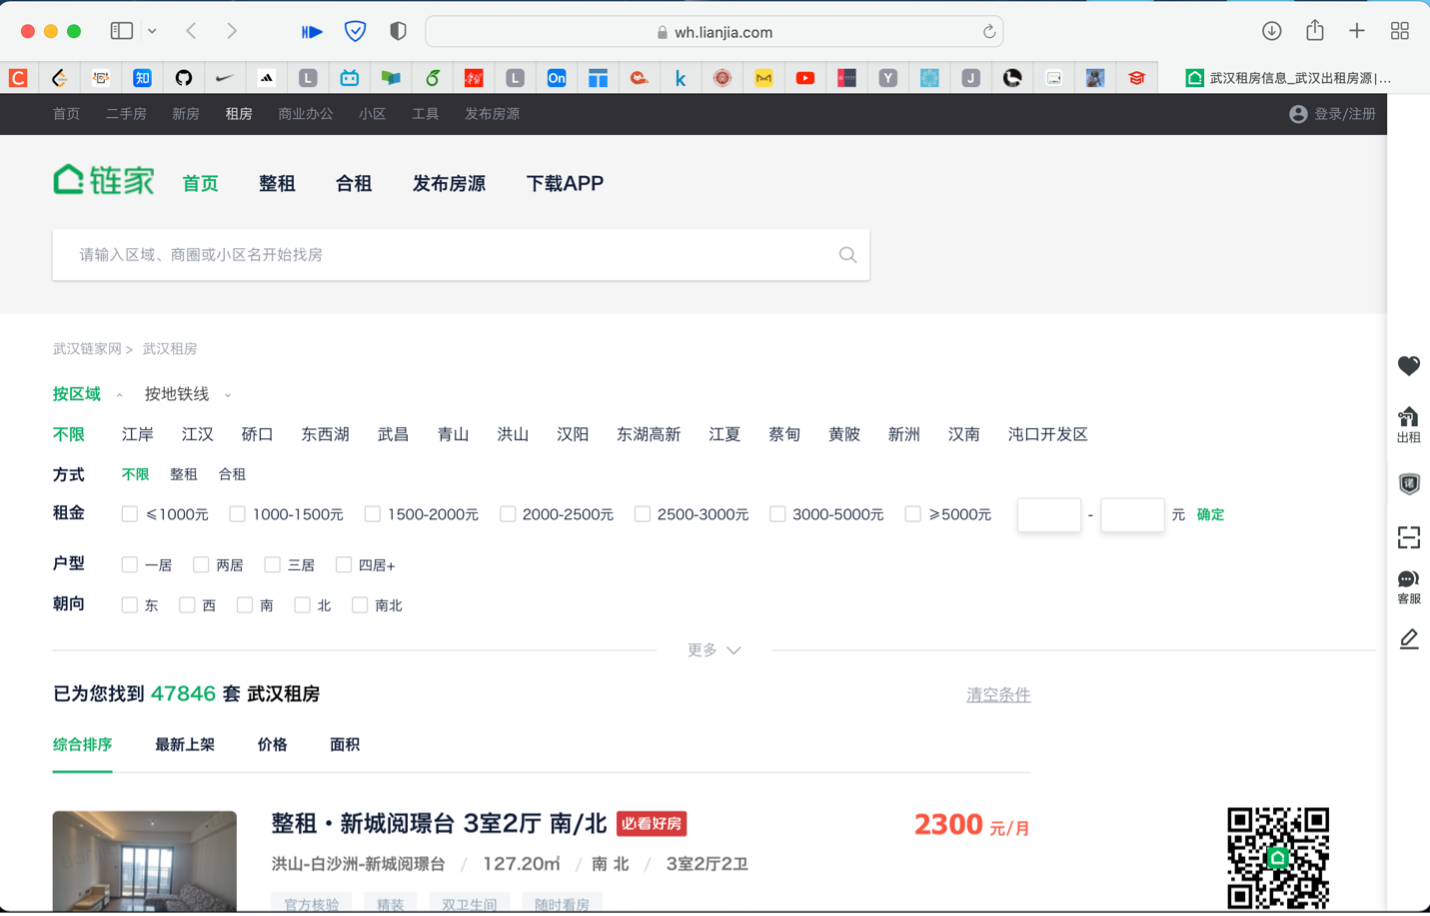 wh.lianjia.com
武汉租房信息_武汉出租房源|...
首页 二手房 新房 租房 商业办公 小区 工具 发布房源 登录/注册
链家 首页 整租 合租 发布房源 下载APP
请输入区域、商圈或小区名开始找房
武汉链家网 > 武汉租房
按区域 按地铁线
不限 江岸 江汉 硚口 东西湖 武昌 青山 洪山 汉阳 东湖高新 江夏 蔡甸 黄陂 新洲 汉南 沌口开发区
方式 不限 整租 合租
租金 ≤1000元 1000-1500元 1500-2000元 2000-2500元 2500-3000元 3000-5000元 ≥5000元 - 元 确定
户型 一居 两居 三居 四居+
朝向 东 西 南 北 南北
更多
已为您找到 47846 套 武汉租房 清空条件
综合排序 最新上架 价格 面积
整租・新城阅璟台 3室2厅 南/北 必看好房 2300 元/月
洪山-白沙洲-新城阅璟台 / 127.20㎡ / 南 北 / 3室2厅2卫
官方核验 精装 双卫生间 随时看房
出租
客服